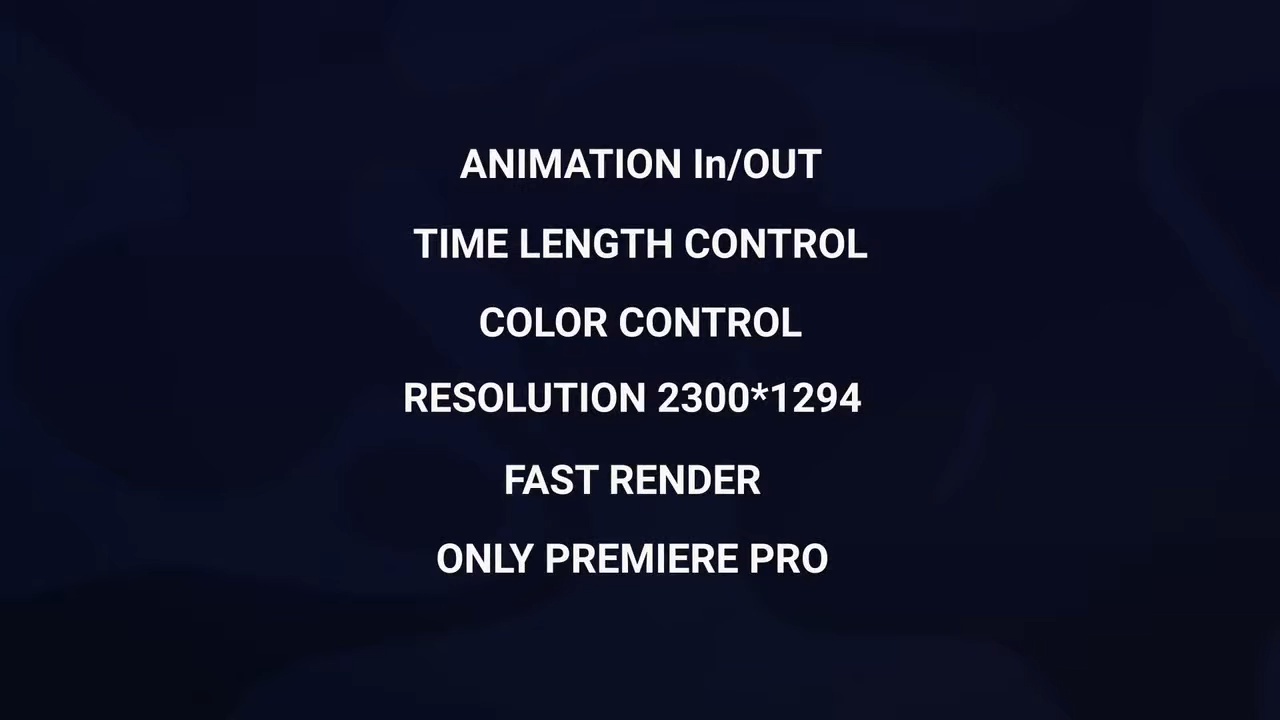 ANIMATION In/OUT
TIME LENGTH CONTROL
COLOR CONTROL
RESOLUTION 2300*1294
FAST RENDER
ONLY PREMIERE PRO